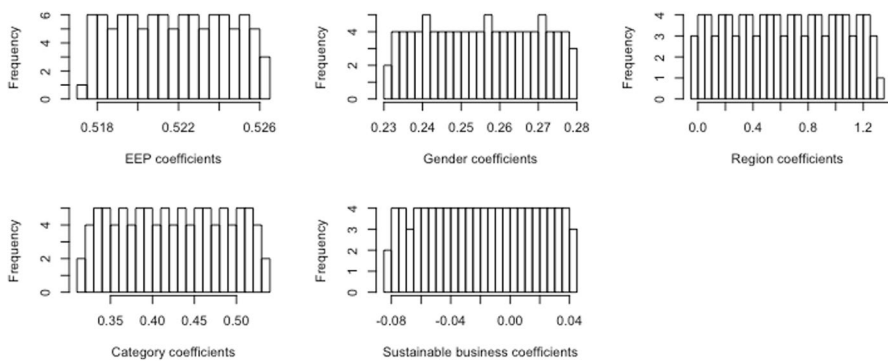 Frequency
0 2 4 6
0.518 0.522 0.526
EEP coefficients
Frequency
0 1 2 3 4 5
0.23 0.24 0.25 0.26 0.27 0.28
Gender coefficients
Frequency
0 1 2 3 4
0.0 0.4 0.8 1.2
Region coefficients
Frequency
0 2 4
0.35 0.40 0.45 0.50
Category coefficients
Frequency
0 1 2 3 4
-0.08 -0.04 0.00 0.04
Sustainable business coefficients